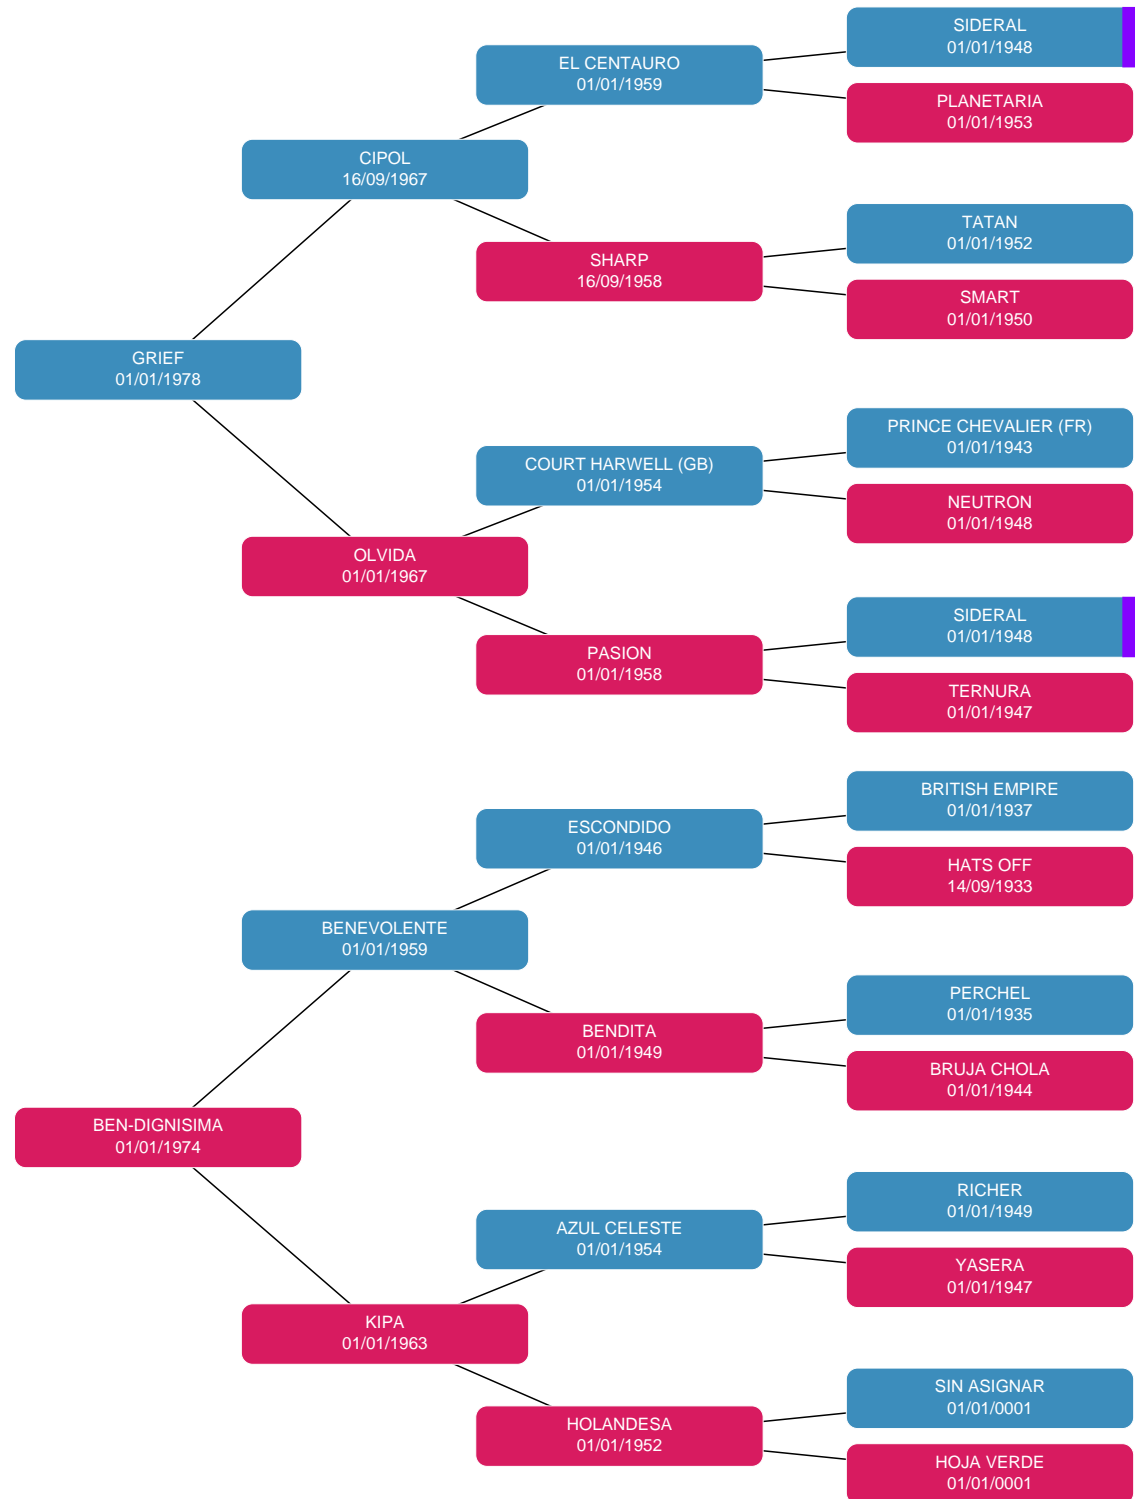 SIDERAL
01/01/1948
EL CENTAURO
01/01/1959
PLANETARIA
01/01/1953
CIPOL
16/09/1967
TATAN
01/01/1952
SHARP
16/09/1958
SMART
01/01/1950
GRIEF
01/01/1978
PRINCE CHEVALIER (FR)
01/01/1943
COURT HARWELL (GB)
01/01/1954
NEUTRON
01/01/1948
OLVIDA
01/01/1967
SIDERAL
01/01/1948
PASION
01/01/1958
TERNURA
01/01/1947
BRITISH EMPIRE
01/01/1937
ESCONDIDO
01/01/1946
HATS OFF
14/09/1933
BENEVOLENTE
01/01/1959
PERCHEL
01/01/1935
BENDITA
01/01/1949
BRUJA CHOLA
01/01/1944
BEN-DIGNISIMA
01/01/1974
RICHER
01/01/1949
AZUL CELESTE
01/01/1954
YASERA
01/01/1947
KIPA
01/01/1963
SIN ASIGNAR
01/01/0001
HOLANDESA
01/01/1952
HOJA VERDE
01/01/0001